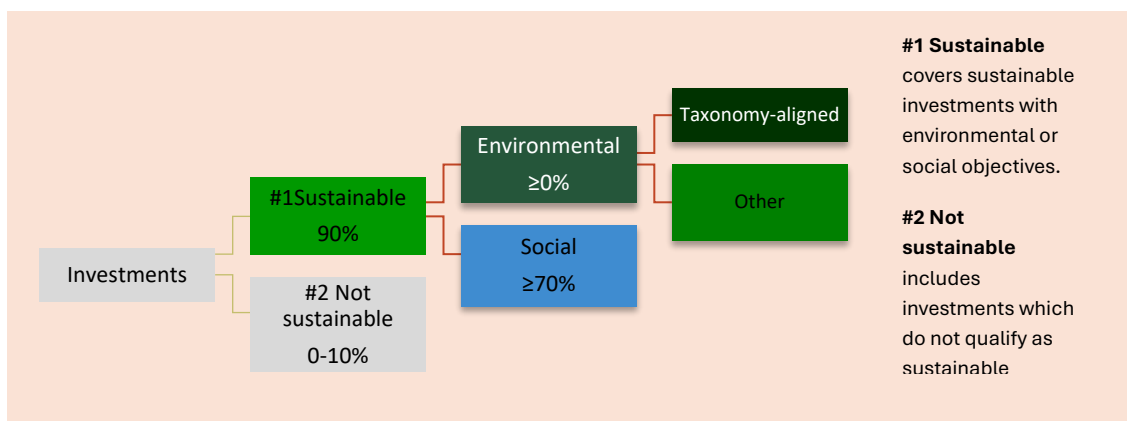 Investments
#1Sustainable
90%
#2 Not
sustainable
0-10%
Environmental
≥0%
Social
≥70%
Taxonomy-aligned
Other
#1 Sustainable
covers sustainable
investments with
environmental or
social objectives.
#2 Not
sustainable
includes
investments which
do not qualify as
sustainable